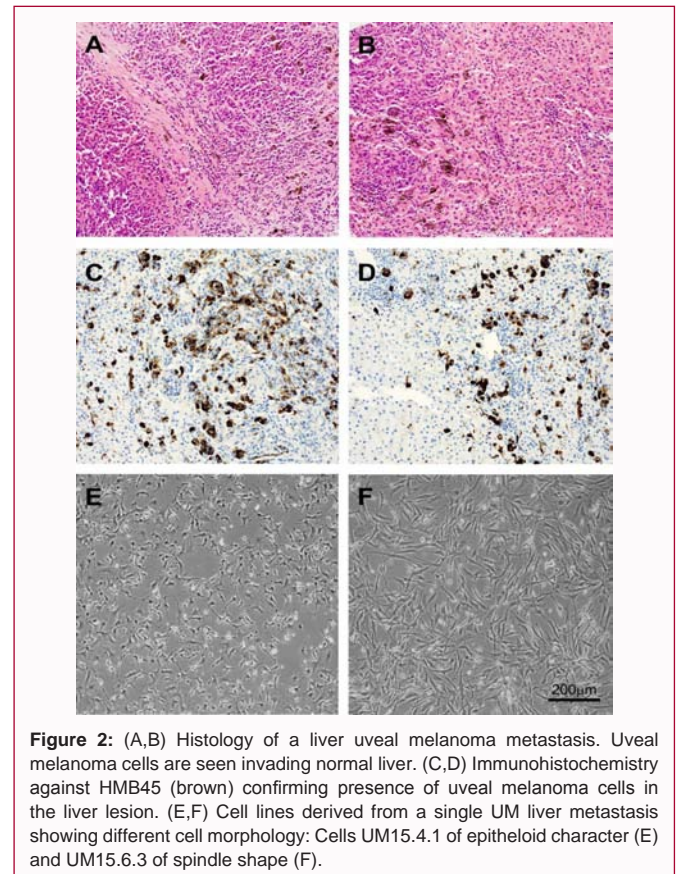 A
B
C
D
E
F
200µm
Figure 2: (A,B) Histology of a liver uveal melanoma metastasis. Uveal
melanoma cells are seen invading normal liver. (C,D) Immunohistochemistry
against HMB45 (brown) confirming presence of uveal melanoma cells in
the liver lesion. (E,F) Cell lines derived from a single UM liver metastasis
showing different cell morphology: Cells UM15.4.1 of epitheloid character (E)
and UM15.6.3 of spindle shape (F).